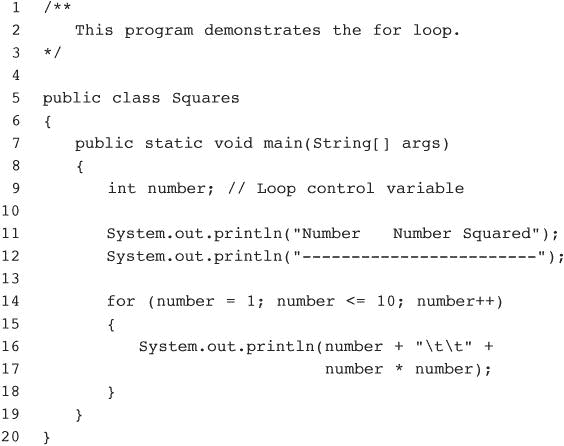 1 /**
2    This program demonstrates the for loop.
3 */
4
5 public class Squares
6 {
7    public static void main(String[] args)
8    {
9       int number; // Loop control variable
10
11       System.out.println("Number   Number Squared");
12       System.out.println("------------------------");
13
14       for (number = 1; number <= 10; number++)
15       {
16          System.out.println(number + "\t\t" +
17                             number * number);
18       }
19    }
20 }